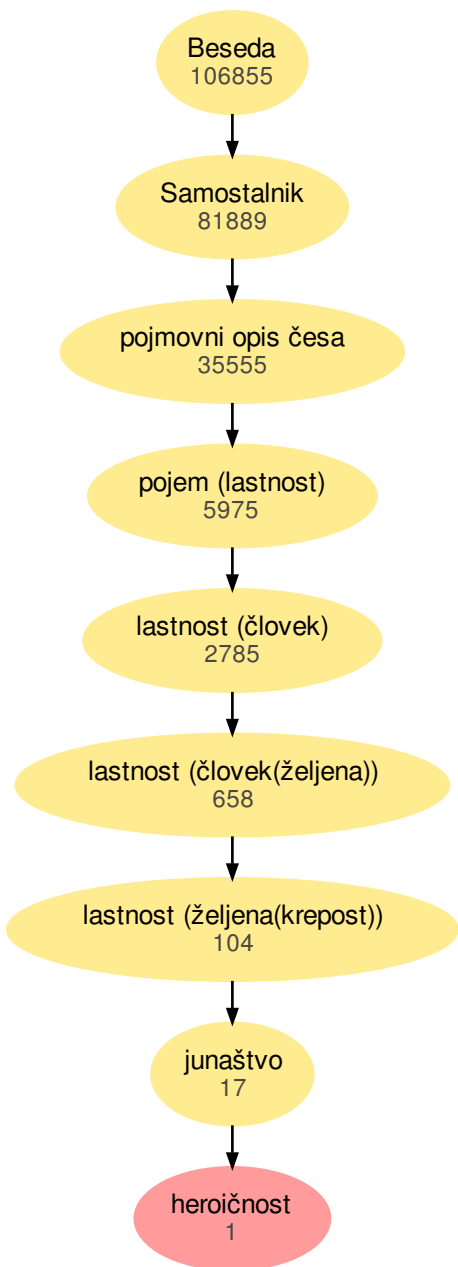 Beseda
106855
Samostalnik
81889
pojmovni opis česa
35555
pojem (lastnost)
5975
lastnost (človek)
2785
lastnost (človek(željena))
658
lastnost (željena(krepost))
104
junaštvo
17
heroičnost
1